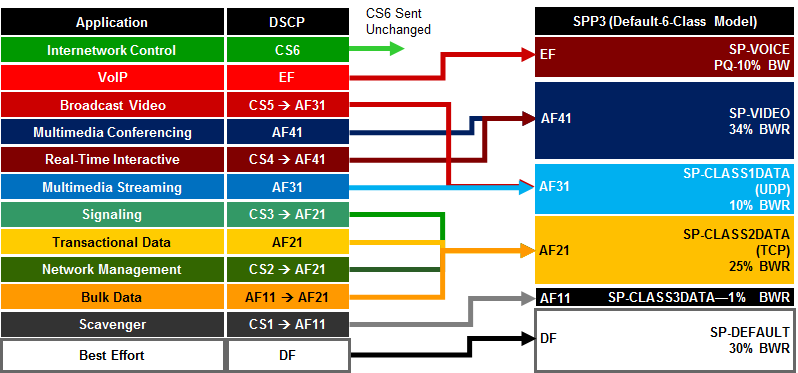 Application DSCP CS6 Sent Unchanged SPP3 (Default-6-Class Model)
Internetwork Control CS6
VoIP EF
Broadcast Video CS5 → AF31
Multimedia Conferencing AF41
Real-Time Interactive CS4 → AF41
Multimedia Streaming AF31
Signaling CS3 → AF21
Transactional Data AF21
Network Management CS2 → AF21
Bulk Data AF11 → AF21
Scavenger CS1 → AF11
Best Effort DF
EF SP-VOICE
PQ-10% BW
AF41 SP-VIDEO
34% BWR
AF31 SP-CLASS1DATA
(UDP)
10% BWR
AF21 SP-CLASS2DATA
(TCP)
25% BWR
AF11 SP-CLASS3DATA—1% BWR
DF SP-DEFAULT
30% BWR